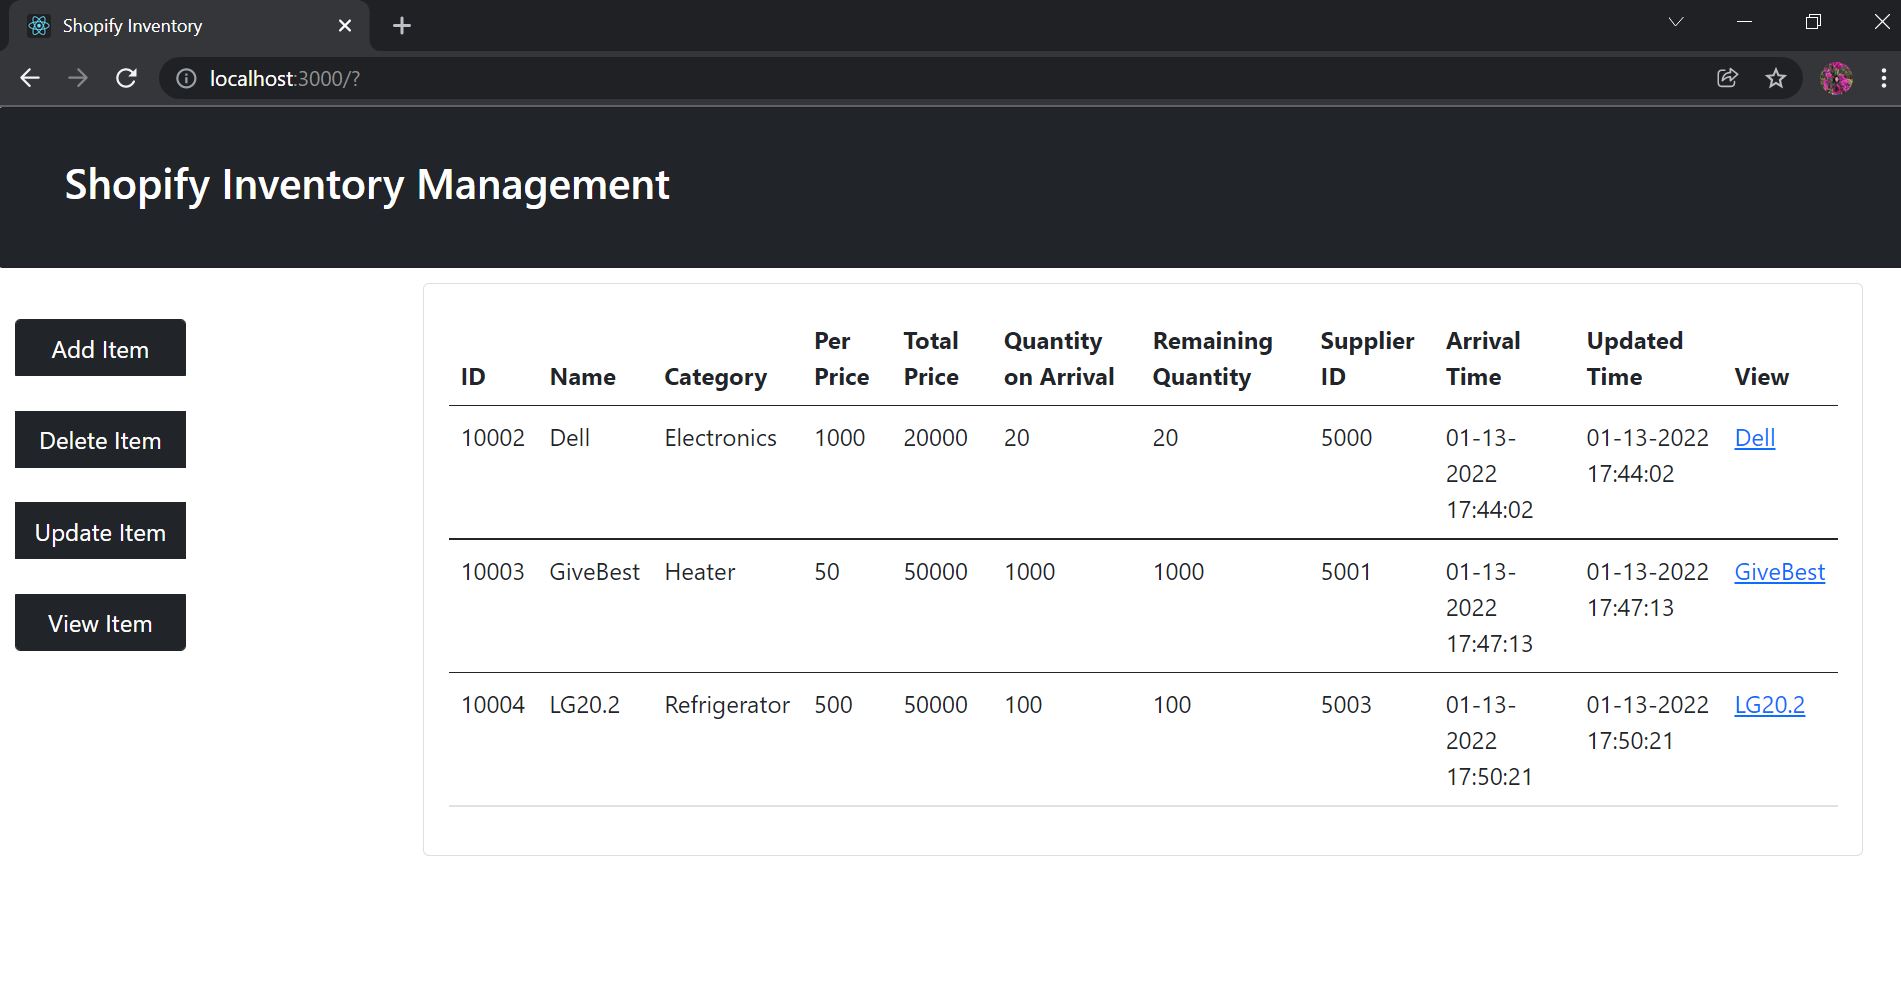 Shopify Inventory
localhost:3000/?
Shopify Inventory Management
Add Item
Delete Item
Update Item
View Item
ID Name Category Per Price Total Price Quantity on Arrival Remaining Quantity Supplier ID Arrival Time Updated Time View
10002 Dell Electronics 1000 20000 20 20 5000 01-13-2022 17:44:02 01-13-2022 17:44:02 Dell
10003 GiveBest Heater 50 50000 1000 1000 5001 01-13-2022 17:47:13 01-13-2022 17:47:13 GiveBest
10004 LG20.2 Refrigerator 500 50000 100 100 5003 01-13-2022 17:50:21 01-13-2022 17:50:21 LG20.2